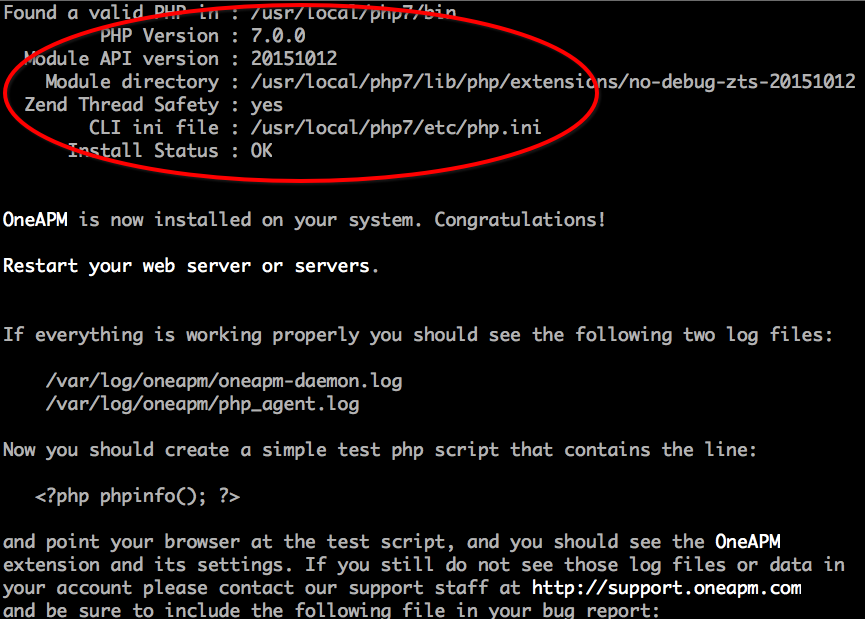 Found a valid PHP in : /usr/local/php7/bin
PHP Version : 7.0.0
Module API version : 20151012
Module directory : /usr/local/php7/lib/php/extensions/no-debug-zts-20151012
Zend Thread Safety : yes
CLI ini file : /usr/local/php7/etc/php.ini
Install Status : OK
OneAPM is now installed on your system. Congratulations!
Restart your web server or servers.
If everything is working properly you should see the following two log files:
/var/log/oneapm/oneapm-daemon.log
/var/log/oneapm/php_agent.log
Now you should create a simple test php script that contains the line:
<?php phpinfo(); ?>
and point your browser at the test script, and you should see the OneAPM
extension and its settings. If you still do not see those log files or data in
your account please contact our support staff at http://support.oneapm.com
and be sure to include the following file in your bug report: